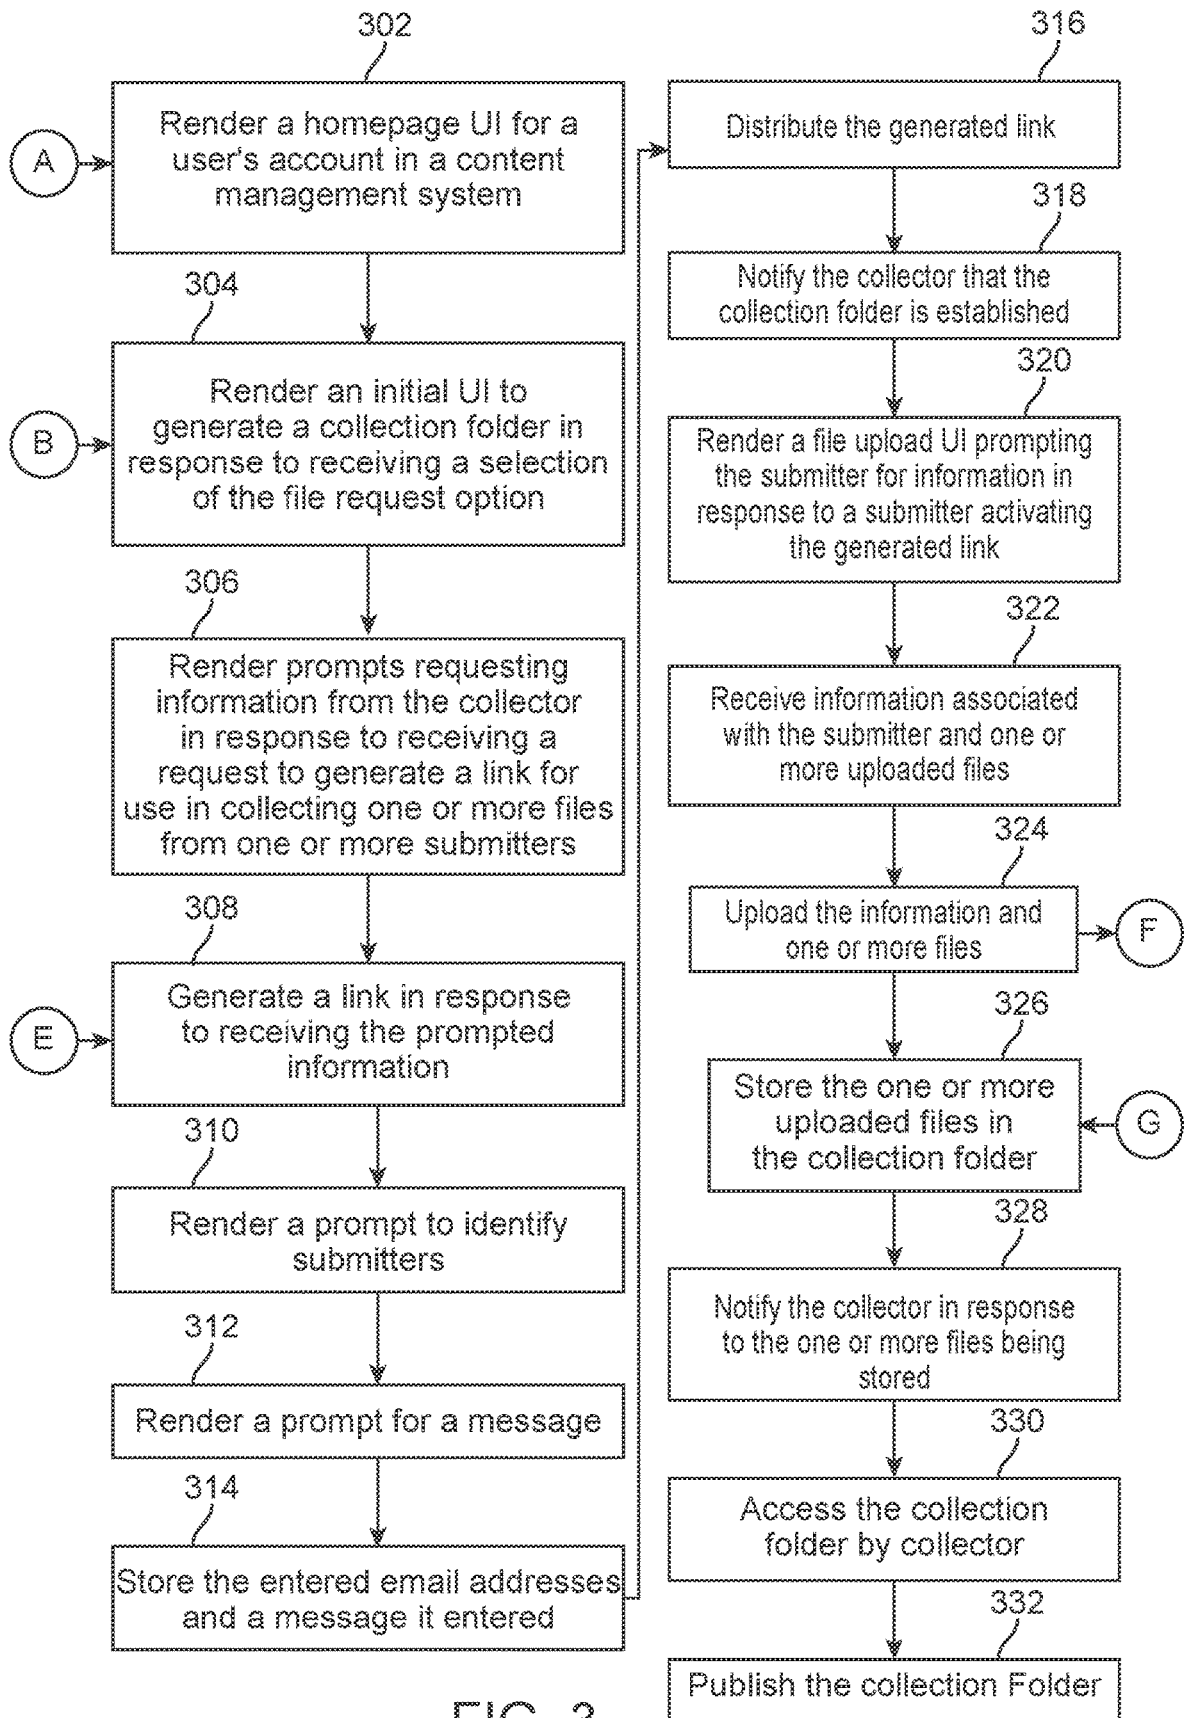 302
A
Render a homepage UI for a
user's account in a content
management system
304
B
Render an initial UI to
generate a collection folder in
response to receiving a selection
of the file request option
306
Render prompts requesting
information from the collector
in response to receiving a
request to generate a link for
use in collecting one or more files
from one or more submitters
308
E
Generate a link in response
to receiving the prompted
information
310
Render a prompt to identify
submitters
312
Render a prompt for a message
314
Store the entered email addresses
and a message it entered
316
Distribute the generated link
318
Notify the collector that the
collection folder is established
320
Render a file upload UI prompting
the submitter for information in
response to a submitter activating
the generated link
322
Receive information associated
with the submitter and one or
more uploaded files
324
Upload the information and
one or more files
F
326
Store the one or more
uploaded files in
the collection folder
G
328
Notify the collector in response
to the one or more files being
stored
330
Access the collection
folder by collector
332
Publish the collection Folder
FIG. 3